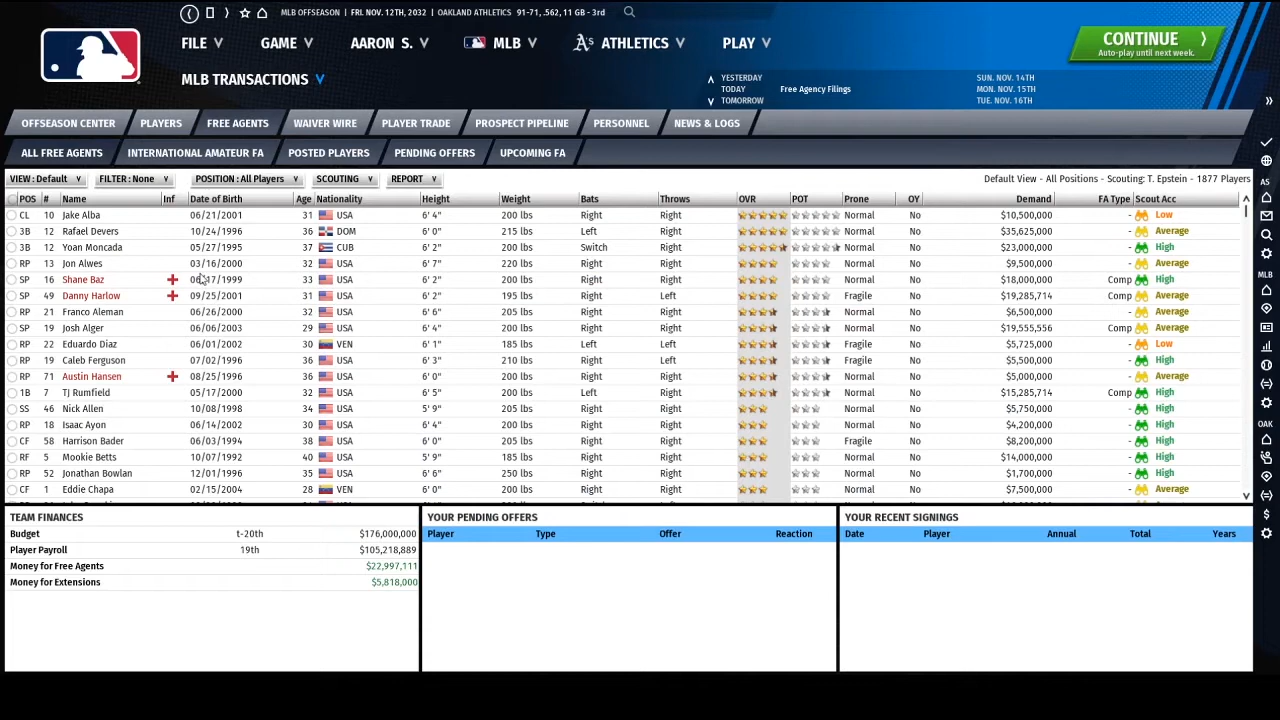 MLB OFFSEASON | FRI. NOV. 12TH, 2032 | OAKLAND ATHLETICS 91-71, .562, 11 GB - 3rd
FILE GAME AARON S. MLB A's ATHLETICS PLAY
CONTINUE
Auto-play until next week.
MLB TRANSACTIONS
YESTERDAY SUN. NOV. 14TH
TODAY Free Agency Filings MON. NOV. 15TH
TOMORROW TUE. NOV. 16TH
OFFSEASON CENTER PLAYERS FREE AGENTS WAIVER WIRE PLAYER TRADE PROSPECT PIPELINE PERSONNEL NEWS & LOGS
ALL FREE AGENTS INTERNATIONAL AMATEUR FA POSTED PLAYERS PENDING OFFERS UPCOMING FA
VIEW: Default FILTER: None POSITION: All Players SCOUTING REPORT Default View - All Positions - Scouting: T. Epstein - 1877 Players
POS # Name Inf Date of Birth Age Nationality Height Weight Bats Throws OVR POT Prone OY Demand FA Type Scout Acc
CL 10 Jake Alba 06/21/2001 31 USA 6' 4" 200 lbs Right Right Normal No $10,500,000 - Low
3B 12 Rafael Devers 10/24/1996 36 DOM 6' 0" 215 lbs Left Right Normal No $35,625,000 - Average
3B 12 Yoan Moncada 05/27/1995 37 CUB 6' 2" 200 lbs Switch Right Normal No $23,000,000 - High
RP 13 Jon Alwes 03/16/2000 32 USA 6' 7" 220 lbs Right Right Normal No $9,500,000 - Average
SP 16 Shane Baz 33 USA 6' 2" 200 lbs Right Right Normal No $18,000,000 Comp High
SP 49 Danny Harlow 09/25/2001 31 USA 6' 2" 195 lbs Right Left Fragile No $19,285,714 Comp Average
RP 21 Franco Aleman 06/26/2000 32 USA 6' 6" 205 lbs Right Right Normal No $6,500,000 - Average
SP 19 Josh Alger 06/06/2003 29 USA 6' 4" 200 lbs Right Right Normal No $19,555,556 Comp Average
RP 22 Eduardo Diaz 06/01/2002 30 VEN 6' 1" 185 lbs Left Left Fragile No $5,725,000 - Low
RP 19 Caleb Ferguson 07/02/1996 36 USA 6' 3" 210 lbs Right Left Fragile No $5,500,000 - High
RP 71 Austin Hansen 08/25/1996 36 USA 6' 0" 200 lbs Right Right Normal No $5,000,000 - Average
1B 7 TJ Rumfield 05/17/2000 32 USA 6' 5" 200 lbs Left Right Normal No $15,285,714 Comp High
SS 46 Nick Allen 10/08/1998 34 USA 5' 9" 205 lbs Right Right Normal No $5,750,000 - High
RP 18 Isaac Ayon 06/14/2002 30 USA 6' 4" 200 lbs Right Right Normal No $4,200,000 - High
CF 58 Harrison Bader 06/03/1994 38 USA 6' 0" 205 lbs Right Right Fragile No $8,200,000 - High
RF 5 Mookie Betts 10/07/1992 40 USA 5' 9" 185 lbs Right Right Normal No $14,000,000 - High
RP 52 Jonathan Bowlan 12/01/1996 35 USA 6' 6" 250 lbs Right Right Normal No $1,700,000 - High
CF 1 Eddie Chapa 02/15/2004 28 VEN 6' 0" 200 lbs Right Right Normal No $7,500,000 - Average
TEAM FINANCES
Budget t-20th $176,000,000
Player Payroll 19th $105,218,889
Money for Free Agents $22,997,111
Money for Extensions $5,818,000
YOUR PENDING OFFERS
Player Type Offer Reaction
YOUR RECENT SIGNINGS
Date Player Annual Total Years
AS
MLB
OAK